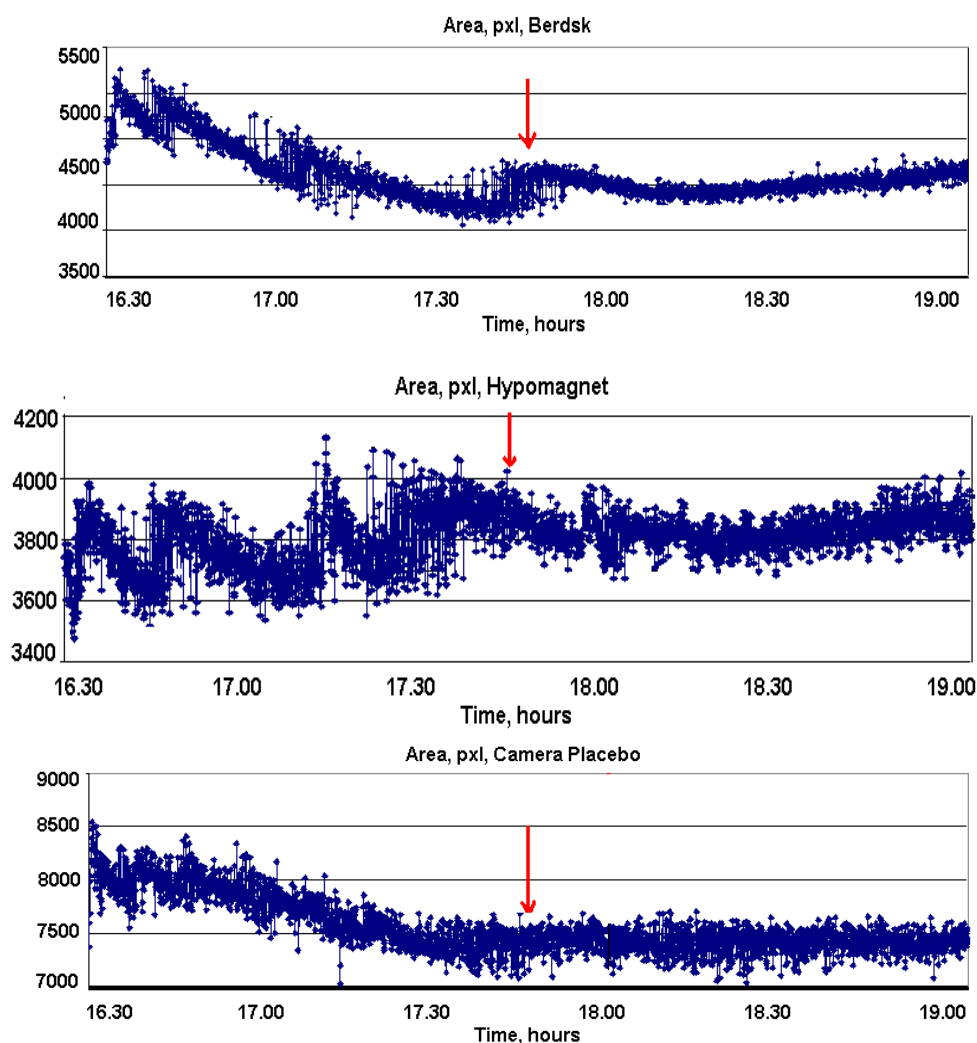 Area, pxl, Berdsk
5500
5000
4500
4000
3500
16.30 17.00 17.30 18.00 18.30 19.00
Time, hours
Area, pxl, Hypomagnet
4200
4000
3800
3600
3400
16.30 17.00 17.30 18.00 18.30 19.00
Time, hours
Area, pxl, Camera Placebo
9000
8500
8000
7500
7000
16.30 17.00 17.30 18.00 18.30 19.00
Time, hours